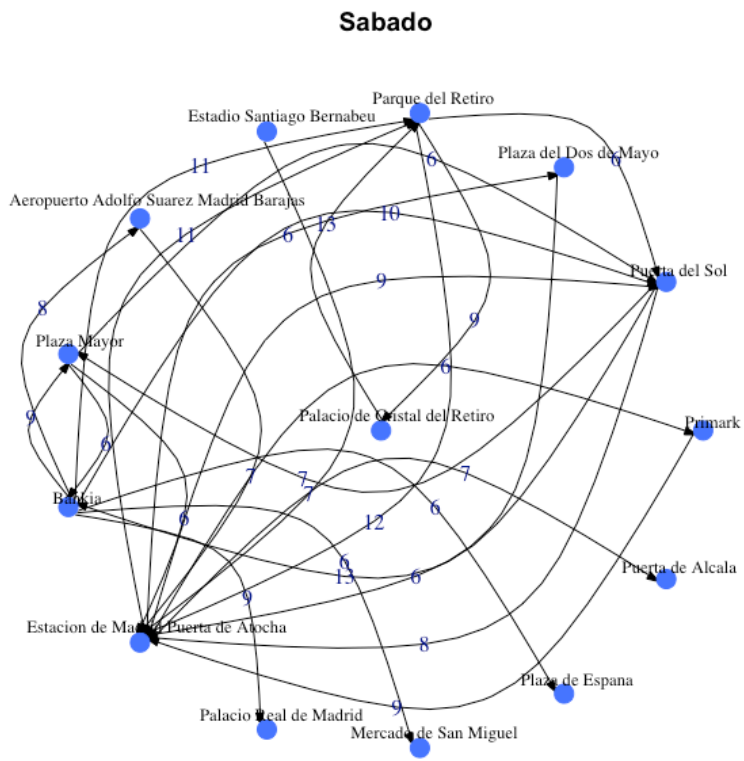 Sabado
Parque del Retiro
Estadio Santiago Bernabeu
6
Plaza del Dos de Mayo
6
11
Aeropuerto Adolfo Suarez Madrid Barajas
10
13
11
6
Puerta del Sol
9
8
9
Plaza Mayor
6
9
Palacio de Cristal del Retiro
Primark
6
7
7
7
7
Bankia
6
6
12
6
13
6
Puerta de Alcala
9
Estacion de Madrid Puerta de Atocha
8
Plaza de Espana
9
Palacio Real de Madrid
Mercado de San Miguel